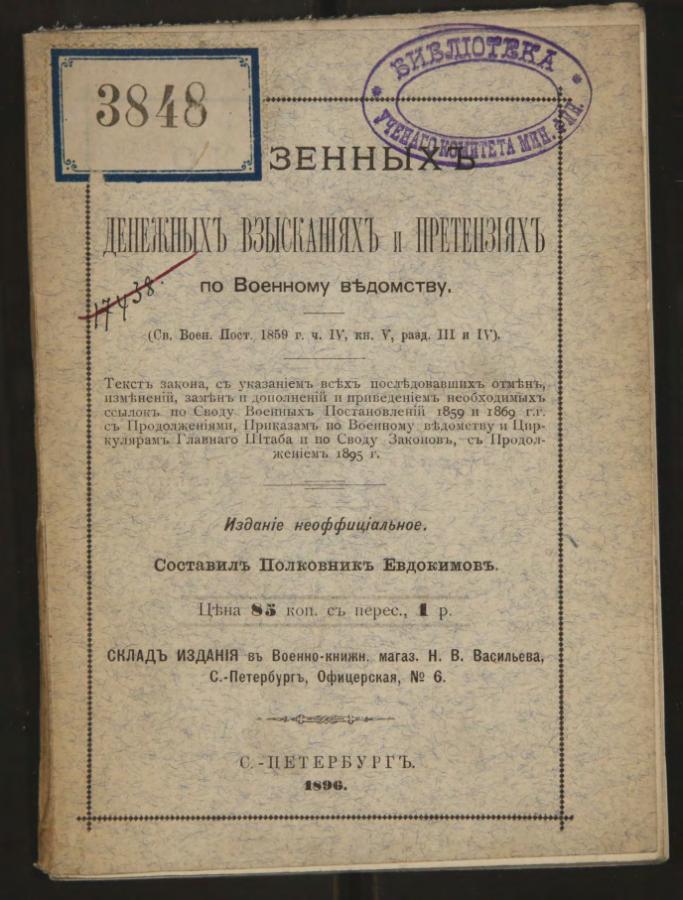 3848
БИБЛІОТЕКА
УЧЕНАГО КОМИТЕТА МИН. ФИН.
ЗЕННЫХЪ
ДЕНЕЖНЫХЪ ВЗЫСКАНІЯХЪ и ПРЕТЕНЗІЯХЪ
по Военному вѣдомству.
17438.
(Св. Воен. Пост. 1859 г. ч. IV, кн. V, разд. III и IV).
Текстъ закона, съ указаніемъ всѣхъ послѣдовавшихъ отмѣнъ,
измѣненій, замѣнъ и дополненій и приведеніемъ необходимыхъ
ссылокъ по Своду Военныхъ Постановленій 1859 и 1869 г.г.
съ Продолженіями, Приказамъ по Военному вѣдомству и Цир-
кулярамъ Главнаго Штаба и по Своду Законовъ, съ Продол-
женіемъ 1895 г.
Изданіе неоффиціальное.
Составилъ Полковникъ Евдокимовъ.
Цѣна 85 коп. съ перес., 1 р.
СКЛАДЪ ИЗДАНІЯ въ Военно-книжн. магаз. Н. В. Васильева,
С.-Петербургъ, Офицерская, № 6.
С.-ПЕТЕРБУРГЪ.
1896.